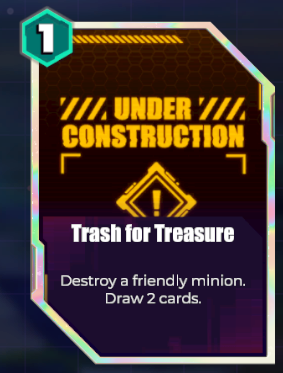 1
UNDER
CONSTRUCTION
!
Trash for Treasure
Destroy a friendly minion.
Draw 2 cards.